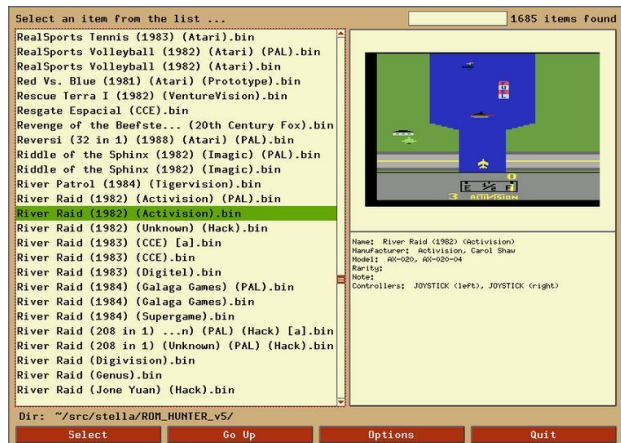 Select an item from the list ...
1685 items found
RealSports Tennis (1983) (Atari).bin
RealSports Volleyball (1982) (Atari) (PAL).bin
RealSports Volleyball (1982) (Atari).bin
Red Vs. Blue (1981) (Atari) (Prototype).bin
Rescue Terra I (1982) (VentureVision).bin
Resgate Espacial (CCE).bin
Revenge of the Beefste... (20th Century Fox).bin
Reversi (32 in 1) (1988) (Atari) (PAL).bin
Riddle of the Sphinx (1982) (Imagic) (PAL).bin
Riddle of the Sphinx (1982) (Imagic).bin
River Patrol (1984) (Tigervision).bin
River Raid (1982) (Activision) (PAL).bin
River Raid (1982) (Activision).bin
River Raid (1982) (Unknown) (Hack).bin
River Raid (1983) (CCE) [a].bin
River Raid (1983) (CCE).bin
River Raid (1983) (Digitel).bin
River Raid (1984) (Galaga Games) (PAL).bin
River Raid (1984) (Galaga Games).bin
River Raid (1984) (Supergame).bin
River Raid (208 in 1) ...n) (PAL) (Hack) [a].bin
River Raid (208 in 1) (Unknown) (PAL) (Hack).bin
River Raid (Digivision).bin
River Raid (Genus).bin
River Raid (Jone Yuan) (Hack).bin
FUEL
0
E ½ F
3 ACTIVISION
Name: River Raid (1982) (Activision)
Manufacturer: Activision, Carol Shaw
Model: AX-020, AX-020-04
Rarity:
Note:
Controllers: JOYSTICK (left), JOYSTICK (right)
Dir: ~/src/stella/ROM_HUNTER_v5/
Select
Go Up
Options
Quit